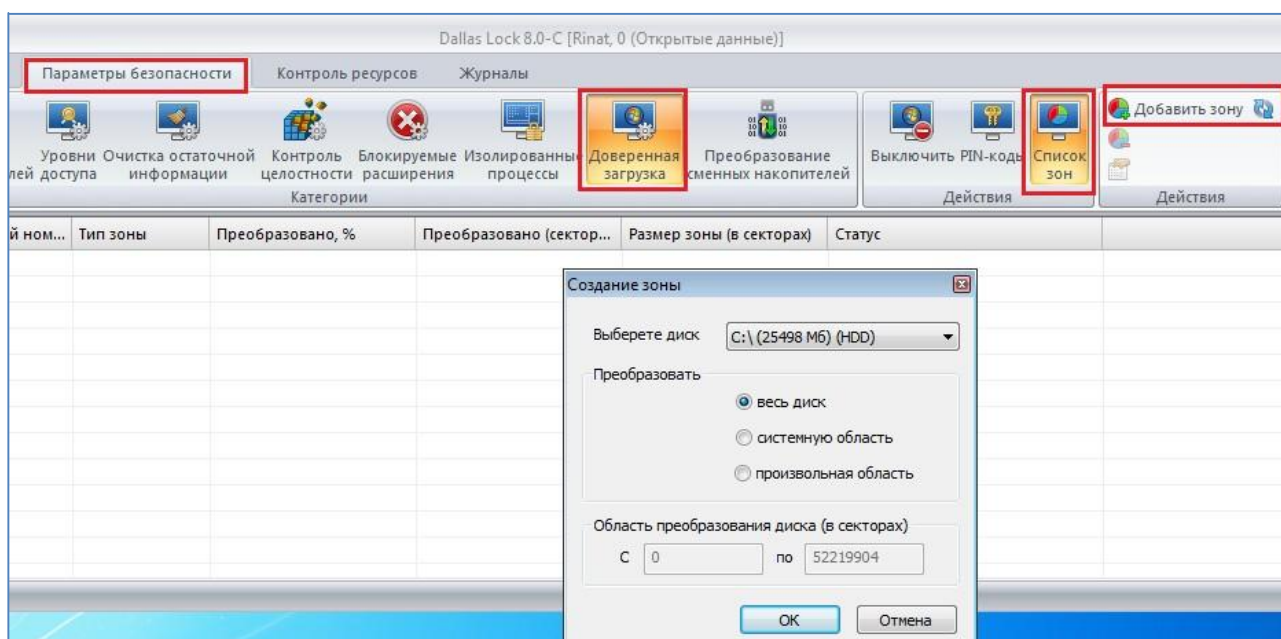 Dallas Lock 8.0-C [Rinat, 0 (Открытые данные)]
Параметры безопасности Контроль ресурсов Журналы
Добавить зону
Уровни Очистка остаточной Контроль Блокируемые Изолированные Доверенная Преобразование Выключить PIN-коды Список
лей доступа информации целостности расширения процессы загрузка сменных накопителей зон
Категории Действия Действия
й ном... Тип зоны Преобразовано, % Преобразовано (сектор... Размер зоны (в секторах) Статус
Создание зоны
Выберете диск C:\ (25498 Мб) (HDD)
Преобразовать
весь диск
системную область
произвольная область
Область преобразования диска (в секторах)
С 0 по 52219904
OK Отмена